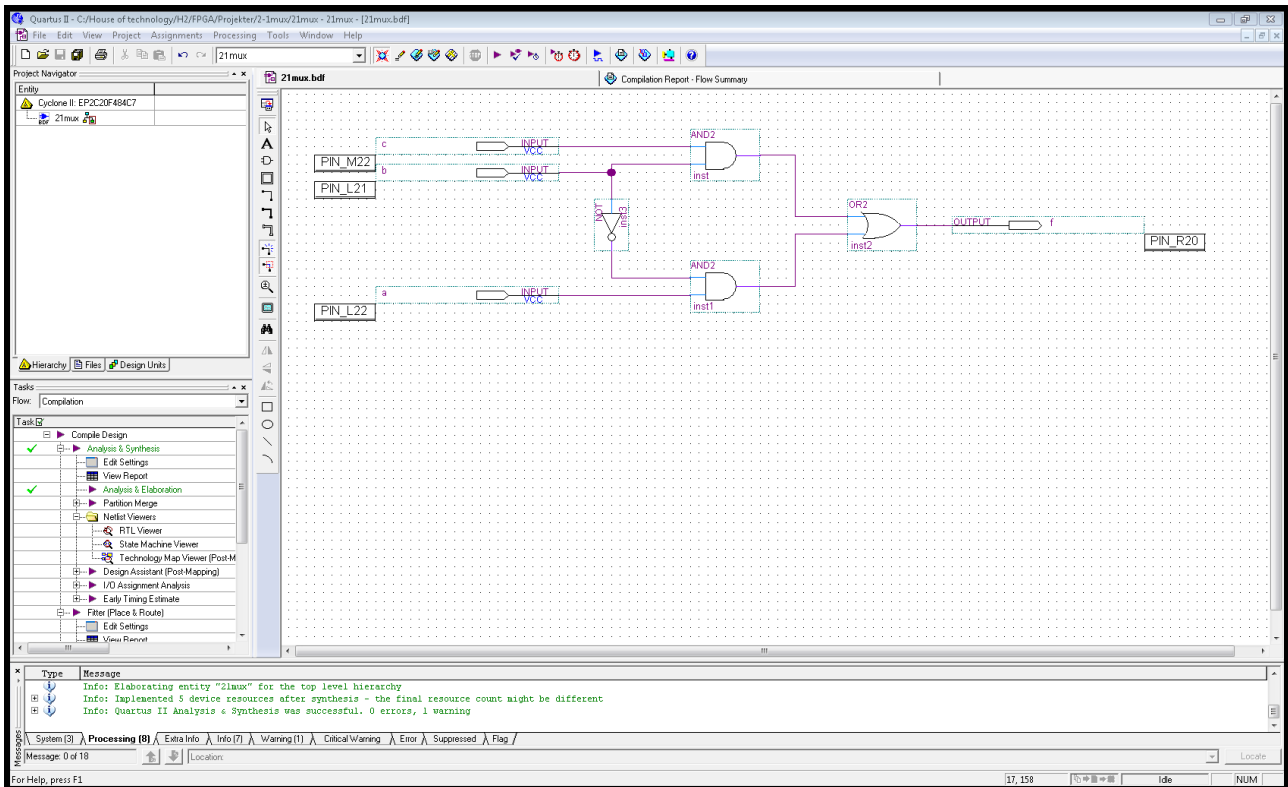 Quartus II - C:/House of technology/H2/FPGA/Projekter/2-1mux/21mux - 21mux - [21mux.bdf]
File Edit View Project Assignments Processing Tools Window Help
21mux
Project Navigator
Entity
Cyclone II: EP2C20F484C7
21mux
Hierarchy Files Design Units
21mux.bdf
Compilation Report - Flow Summary
c INPUT VCC
AND2
inst
PIN_M22
b INPUT VCC
PIN_L21
NOT
inst3
OR2
inst2
OUTPUT f
PIN_R20
AND2
inst1
a INPUT VCC
PIN_L22
Tasks
Flow: Compilation
Task
Compile Design
Analysis & Synthesis
Edit Settings
View Report
Analysis & Elaboration
Partition Merge
Netlist Viewers
RTL Viewer
State Machine Viewer
Technology Map Viewer (Post-M
Design Assistant (Post-Mapping)
I/O Assignment Analysis
Early Timing Estimate
Fitter (Place & Route)
Edit Settings
View Report
Type Message
Info: Elaborating entity "21mux" for the top level hierarchy
Info: Implemented 5 device resources after synthesis - the final resource count might be different
Info: Quartus II Analysis & Synthesis was successful. 0 errors, 1 warning
Messages
System (3) Processing (8) Extra Info Info (7) Warning (1) Critical Warning Error Suppressed Flag
Message: 0 of 18 Location: Locate
For Help, press F1 17, 158 Idle NUM